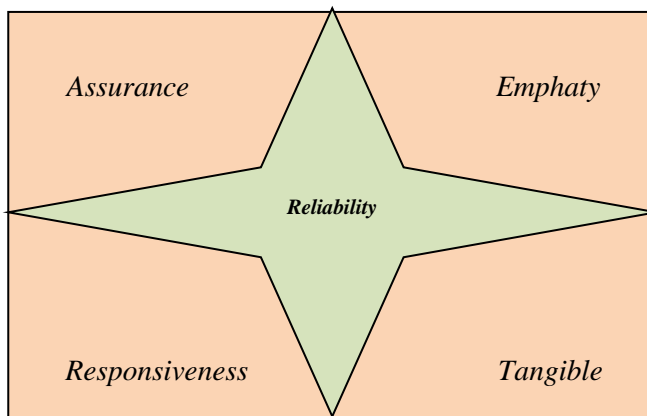 Assurance
Emphaty
Reliability
Responsiveness
Tangible